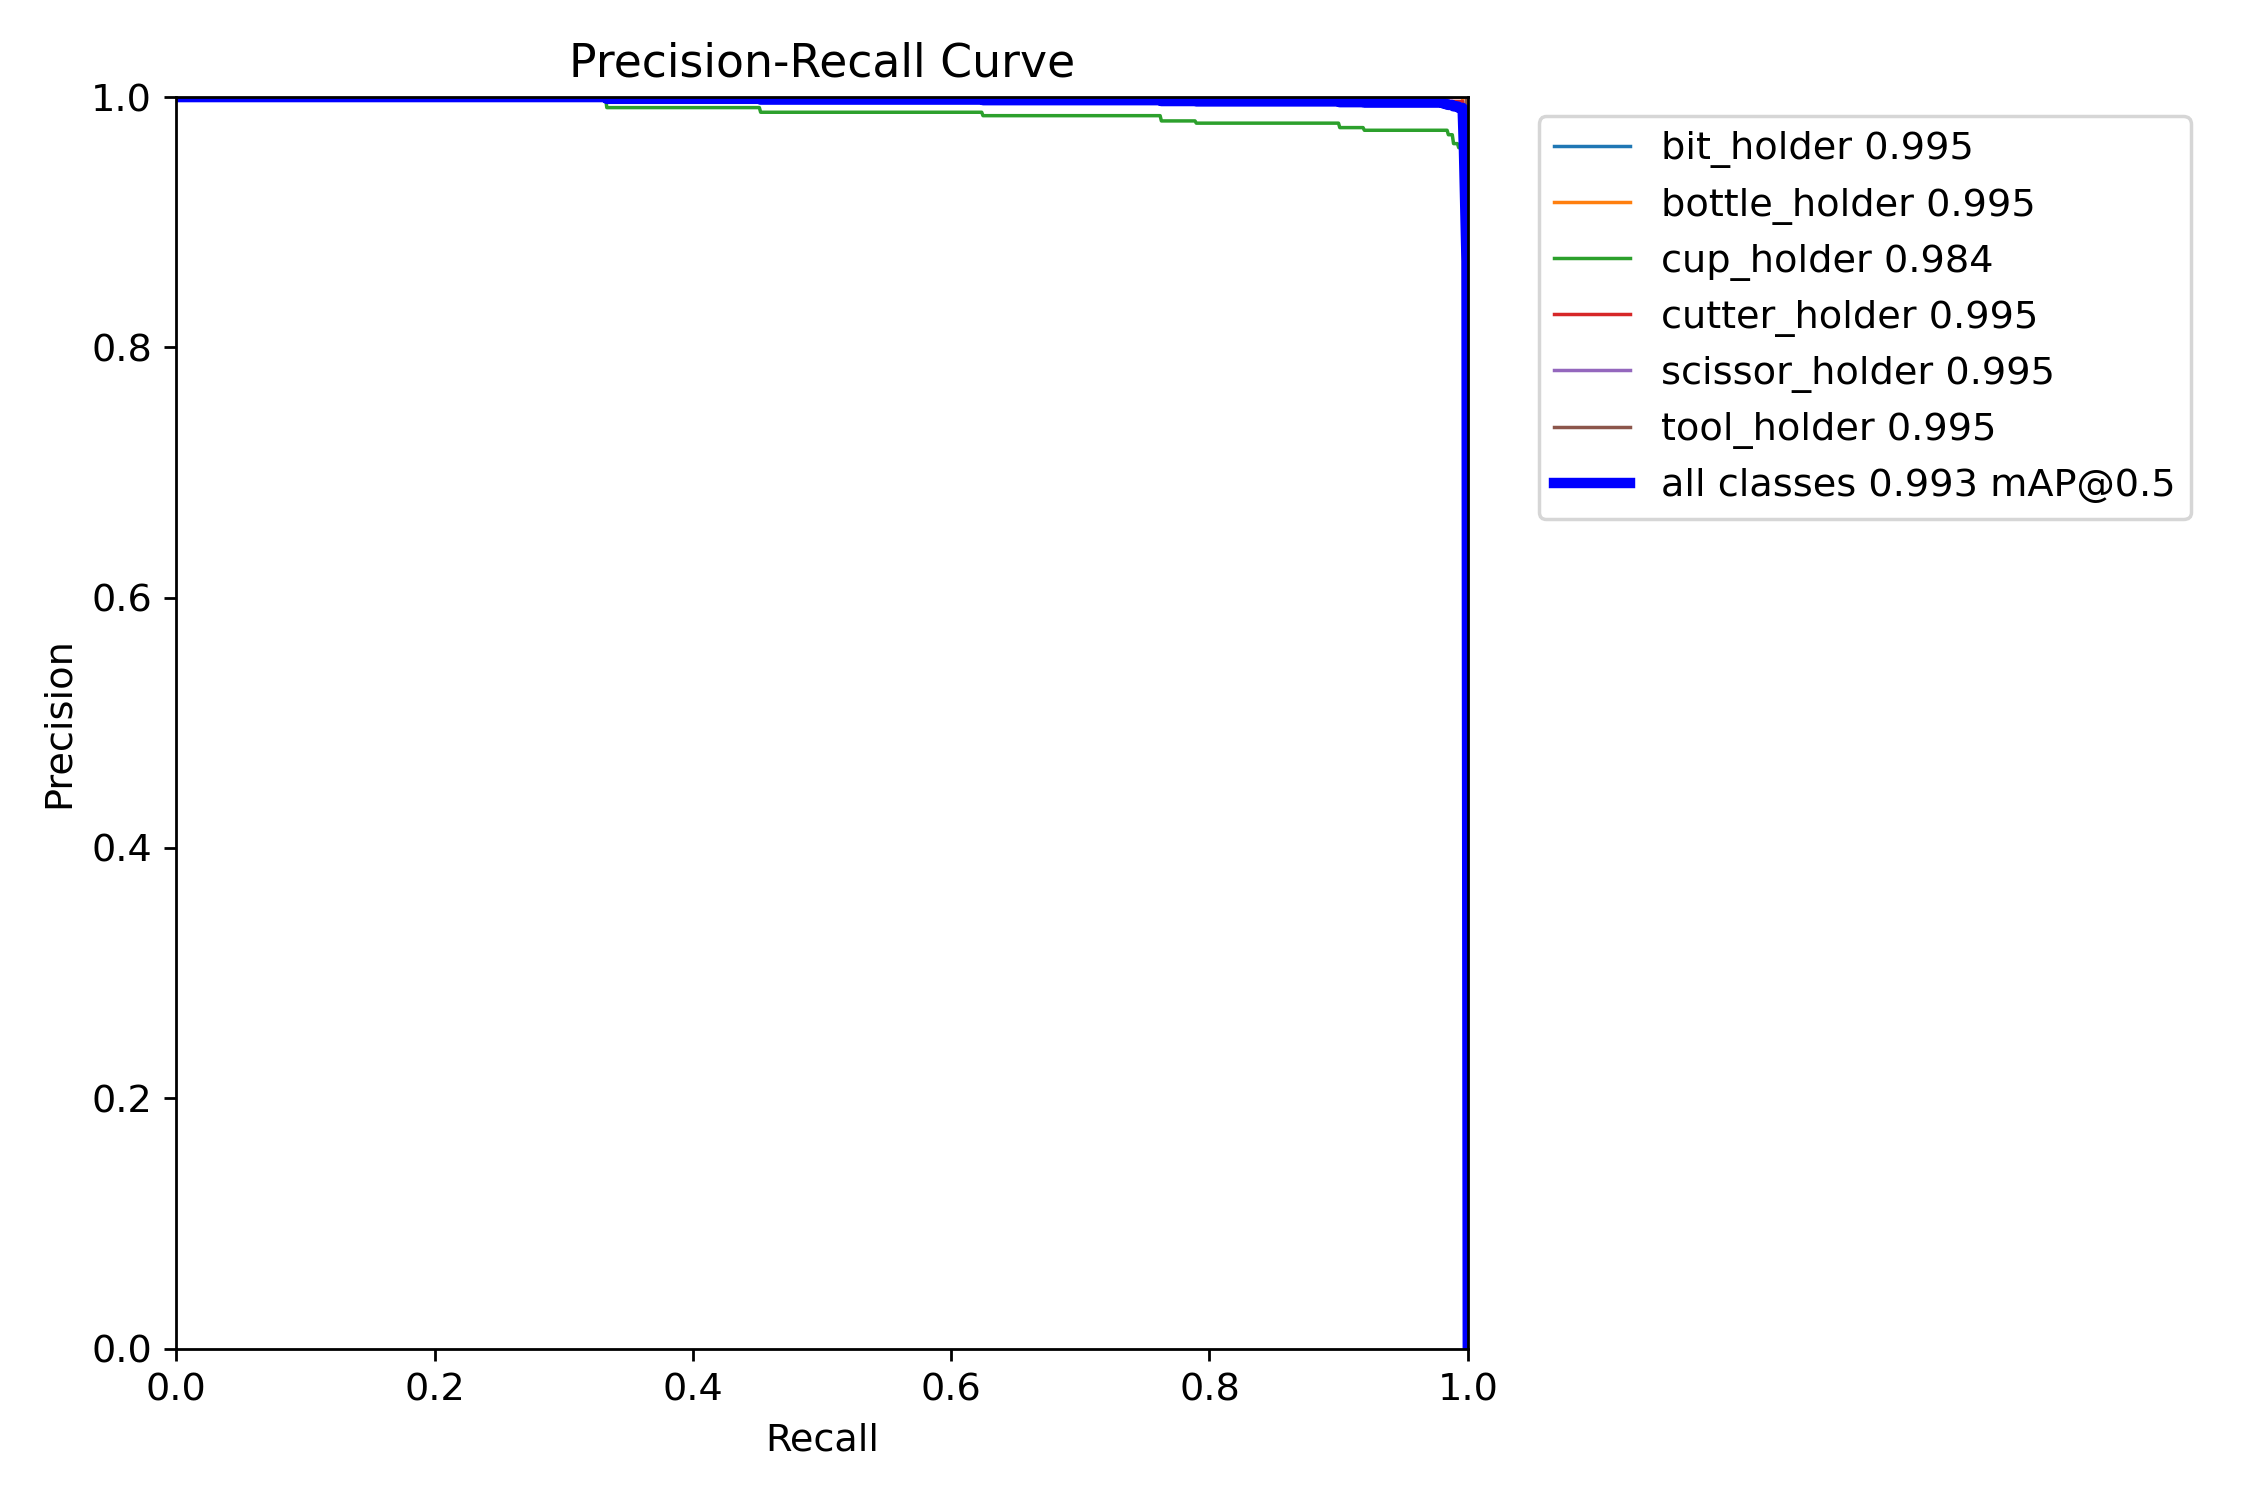 Precision-Recall Curve
1.0
0.8
0.6
0.4
0.2
0.0
Precision
0.0 0.2 0.4 0.6 0.8 1.0
Recall
bit_holder 0.995
bottle_holder 0.995
cup_holder 0.984
cutter_holder 0.995
scissor_holder 0.995
tool_holder 0.995
all classes 0.993 mAP@0.5